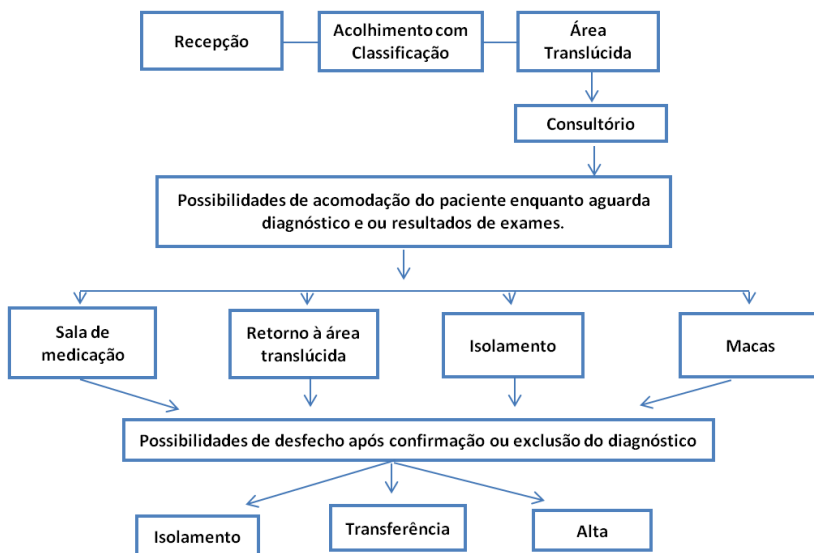 Recepção
Acolhimento com
Classificação
Área
Translúcida
Consultório
Possibilidades de acomodação do paciente enquanto aguarda
diagnóstico e ou resultados de exames.
Sala de
medicação
Retorno à área
translúcida
Isolamento
Macas
Possibilidades de desfecho após confirmação ou exclusão do diagnóstico
Isolamento
Transferência
Alta